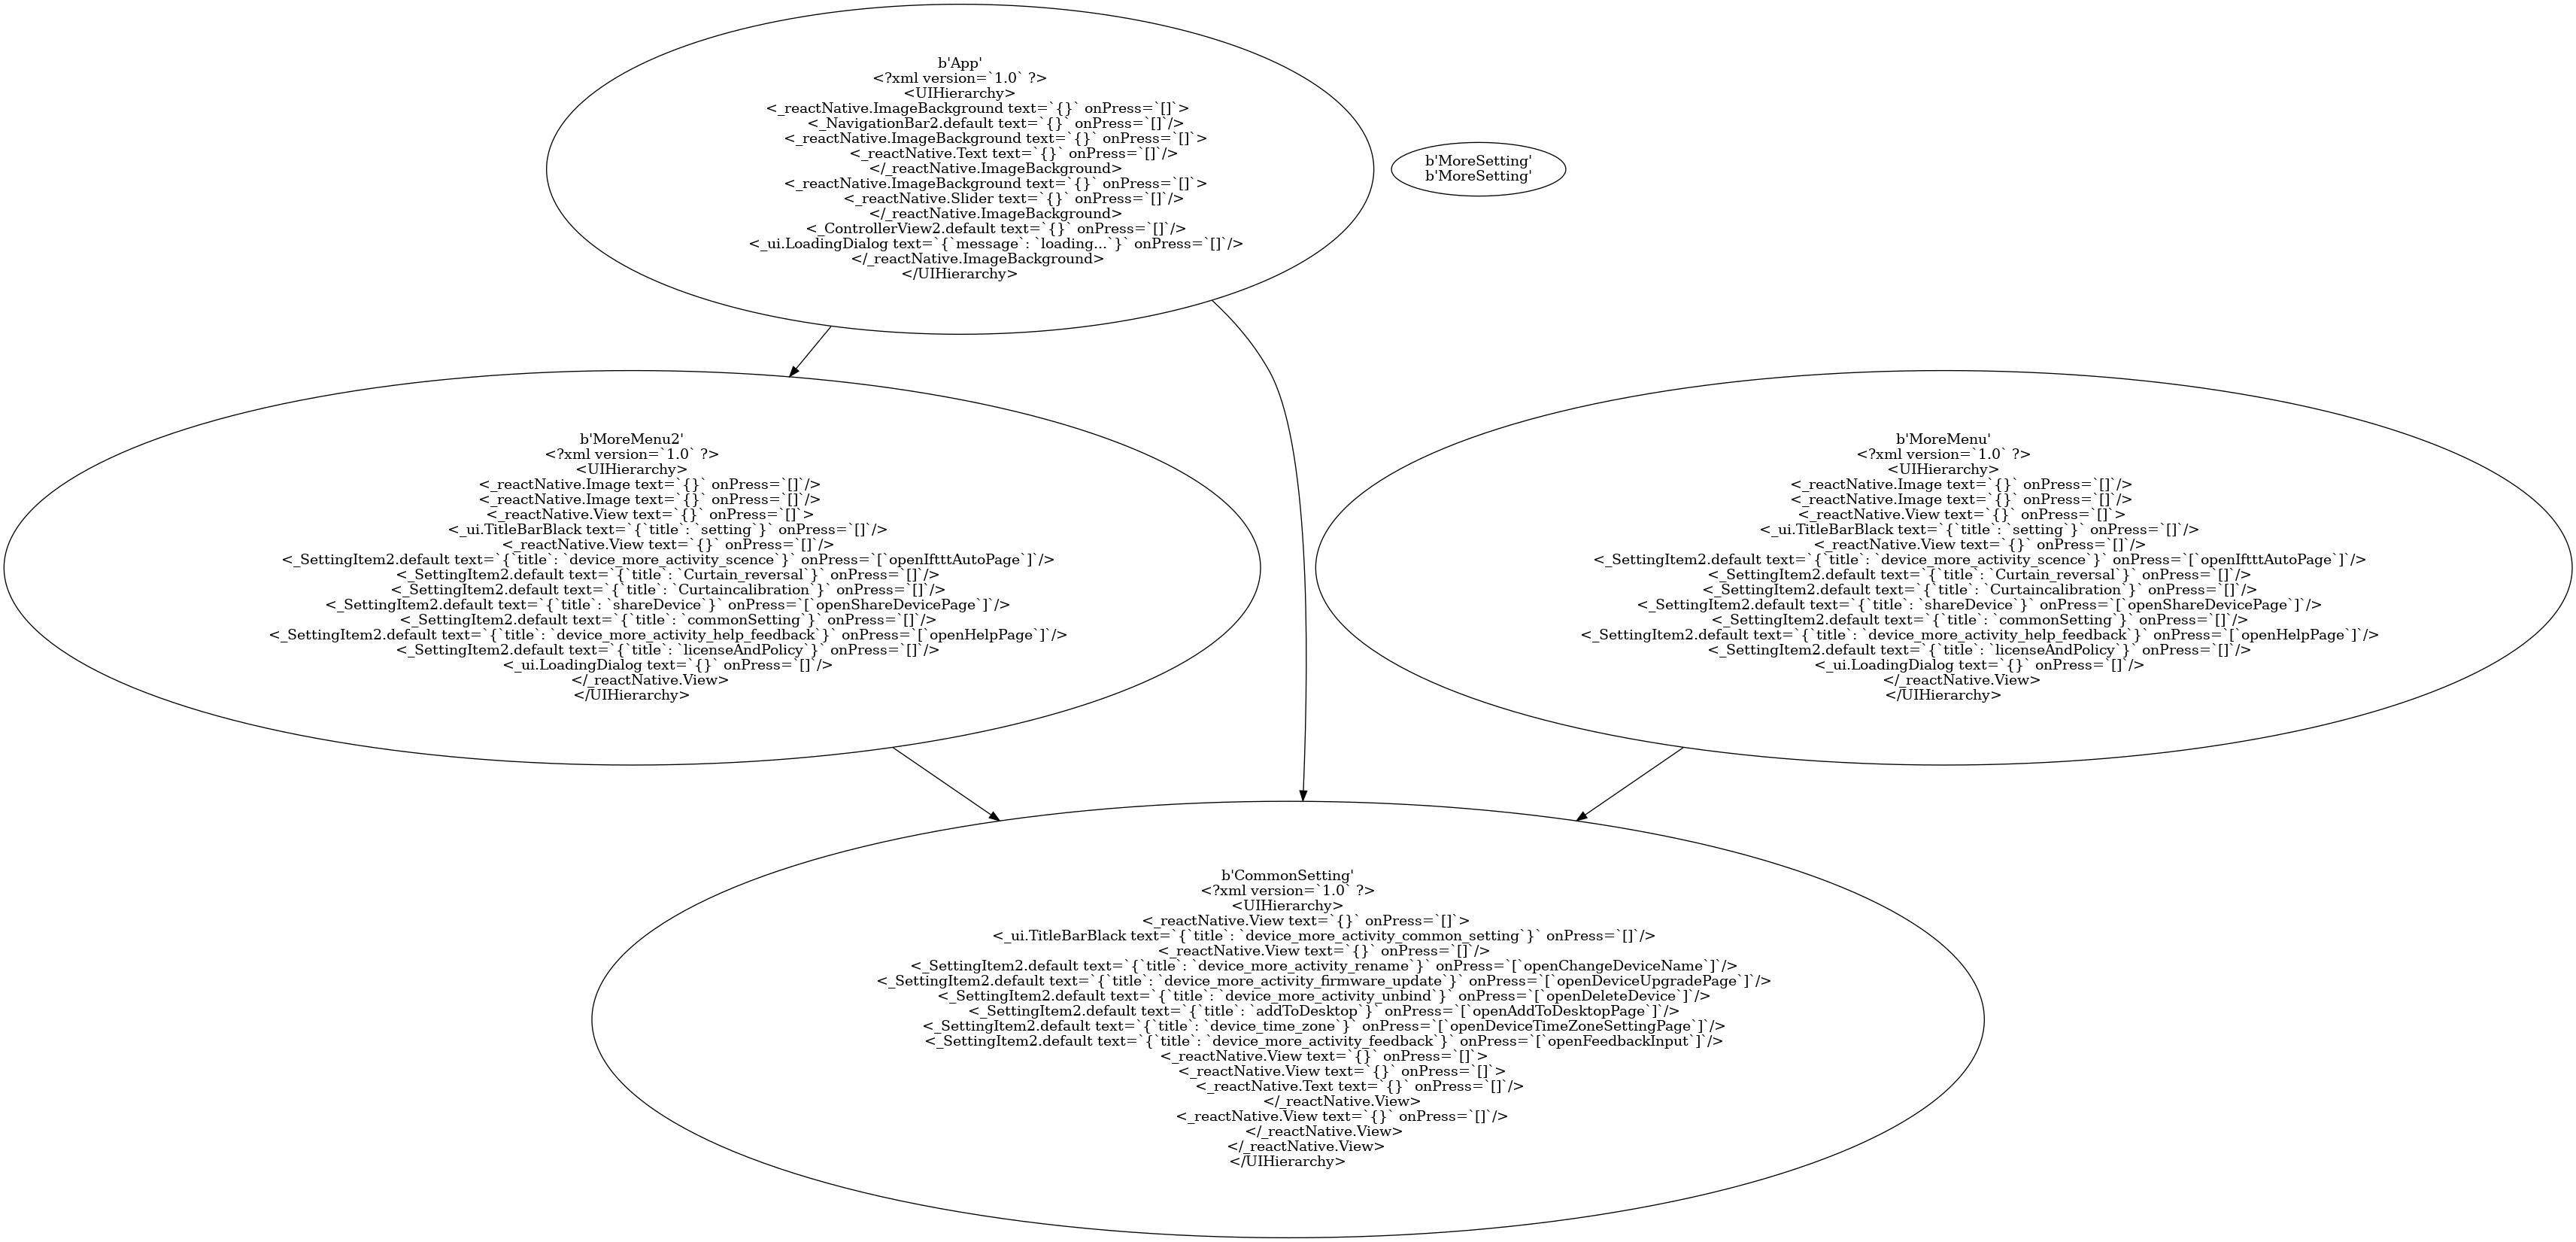 b'App'
<?xml version=`1.0` ?>
<UIHierarchy>
<_reactNative.ImageBackground text=`{}` onPress=`[]`>
<_NavigationBar2.default text=`{}` onPress=`[]`/>
<_reactNative.ImageBackground text=`{}` onPress=`[]`>
<_reactNative.Text text=`{}` onPress=`[]`/>
</_reactNative.ImageBackground>
<_reactNative.ImageBackground text=`{}` onPress=`[]`>
<_reactNative.Slider text=`{}` onPress=`[]`/>
</_reactNative.ImageBackground>
<_ControllerView2.default text=`{}` onPress=`[]`/>
<_ui.LoadingDialog text=`{`message`: `loading...`}` onPress=`[]`/>
</_reactNative.ImageBackground>
</UIHierarchy>
b'MoreSetting'
b'MoreSetting'
b'MoreMenu2'
<?xml version=`1.0` ?>
<UIHierarchy>
<_reactNative.Image text=`{}` onPress=`[]`/>
<_reactNative.Image text=`{}` onPress=`[]`/>
<_reactNative.View text=`{}` onPress=`[]`>
<_ui.TitleBarBlack text=`{`title`: `setting`}` onPress=`[]`/>
<_reactNative.View text=`{}` onPress=`[]`/>
<_SettingItem2.default text=`{`title`: `device_more_activity_scence`}` onPress=`[`openIftttAutoPage`]`/>
<_SettingItem2.default text=`{`title`: `Curtain_reversal`}` onPress=`[]`/>
<_SettingItem2.default text=`{`title`: `Curtaincalibration`}` onPress=`[]`/>
<_SettingItem2.default text=`{`title`: `shareDevice`}` onPress=`[`openShareDevicePage`]`/>
<_SettingItem2.default text=`{`title`: `commonSetting`}` onPress=`[]`/>
<_SettingItem2.default text=`{`title`: `device_more_activity_help_feedback`}` onPress=`[`openHelpPage`]`/>
<_SettingItem2.default text=`{`title`: `licenseAndPolicy`}` onPress=`[]`/>
<_ui.LoadingDialog text=`{}` onPress=`[]`/>
</_reactNative.View>
</UIHierarchy>
b'MoreMenu'
<?xml version=`1.0` ?>
<UIHierarchy>
<_reactNative.Image text=`{}` onPress=`[]`/>
<_reactNative.Image text=`{}` onPress=`[]`/>
<_reactNative.View text=`{}` onPress=`[]`>
<_ui.TitleBarBlack text=`{`title`: `setting`}` onPress=`[]`/>
<_reactNative.View text=`{}` onPress=`[]`/>
<_SettingItem2.default text=`{`title`: `device_more_activity_scence`}` onPress=`[`openIftttAutoPage`]`/>
<_SettingItem2.default text=`{`title`: `Curtain_reversal`}` onPress=`[]`/>
<_SettingItem2.default text=`{`title`: `Curtaincalibration`}` onPress=`[]`/>
<_SettingItem2.default text=`{`title`: `shareDevice`}` onPress=`[`openShareDevicePage`]`/>
<_SettingItem2.default text=`{`title`: `commonSetting`}` onPress=`[]`/>
<_SettingItem2.default text=`{`title`: `device_more_activity_help_feedback`}` onPress=`[`openHelpPage`]`/>
<_SettingItem2.default text=`{`title`: `licenseAndPolicy`}` onPress=`[]`/>
<_ui.LoadingDialog text=`{}` onPress=`[]`/>
</_reactNative.View>
</UIHierarchy>
b'CommonSetting'
<?xml version=`1.0` ?>
<UIHierarchy>
<_reactNative.View text=`{}` onPress=`[]`>
<_ui.TitleBarBlack text=`{`title`: `device_more_activity_common_setting`}` onPress=`[]`/>
<_reactNative.View text=`{}` onPress=`[]`/>
<_SettingItem2.default text=`{`title`: `device_more_activity_rename`}` onPress=`[`openChangeDeviceName`]`/>
<_SettingItem2.default text=`{`title`: `device_more_activity_firmware_update`}` onPress=`[`openDeviceUpgradePage`]`/>
<_SettingItem2.default text=`{`title`: `device_more_activity_unbind`}` onPress=`[`openDeleteDevice`]`/>
<_SettingItem2.default text=`{`title`: `addToDesktop`}` onPress=`[`openAddToDesktopPage`]`/>
<_SettingItem2.default text=`{`title`: `device_time_zone`}` onPress=`[`openDeviceTimeZoneSettingPage`]`/>
<_SettingItem2.default text=`{`title`: `device_more_activity_feedback`}` onPress=`[`openFeedbackInput`]`/>
<_reactNative.View text=`{}` onPress=`[]`>
<_reactNative.View text=`{}` onPress=`[]`>
<_reactNative.Text text=`{}` onPress=`[]`/>
</_reactNative.View>
<_reactNative.View text=`{}` onPress=`[]`/>
</_reactNative.View>
</_reactNative.View>
</UIHierarchy>